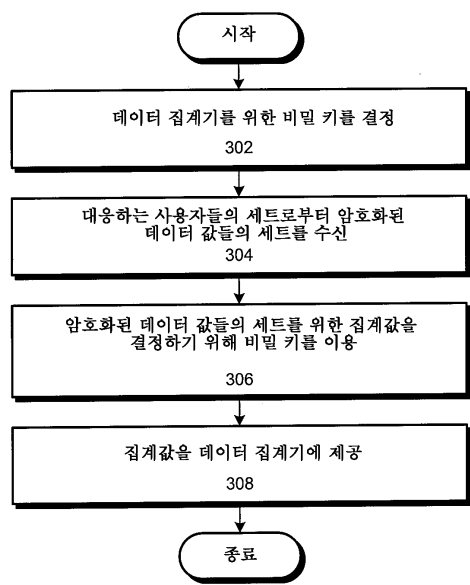 시작
데이터 집계기를 위한 비밀 키를 결정
302
대응하는 사용자들의 세트로부터 암호화된
데이터 값들의 세트를 수신
304
암호화된 데이터 값들의 세트를 위한 집계값을
결정하기 위해 비밀 키를 이용
306
집계값을 데이터 집계기에 제공
308
종료